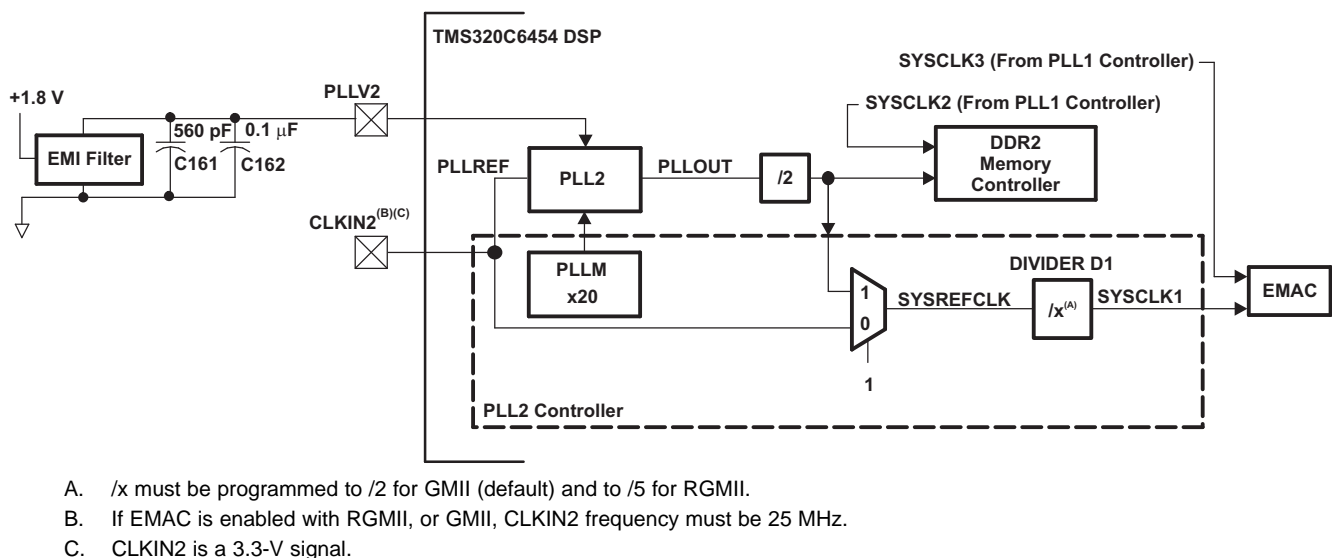 TMS320C6454 DSP
SYSCLK3 (From PLL1 Controller)
+1.8 V
PLLV2
SYSCLK2 (From PLL1 Controller)
560 pF 0.1 μF
EMI Filter
C161 C162
DDR2
Memory
Controller
PLLREF
PLL2
PLLOUT
/2
CLKIN2(B)(C)
PLLM
x20
DIVIDER D1
1
0
SYSREFCLK
/x(A)
SYSCLK1
EMAC
1
PLL2 Controller
A. /x must be programmed to /2 for GMII (default) and to /5 for RGMII.
B. If EMAC is enabled with RGMII, or GMII, CLKIN2 frequency must be 25 MHz.
C. CLKIN2 is a 3.3-V signal.